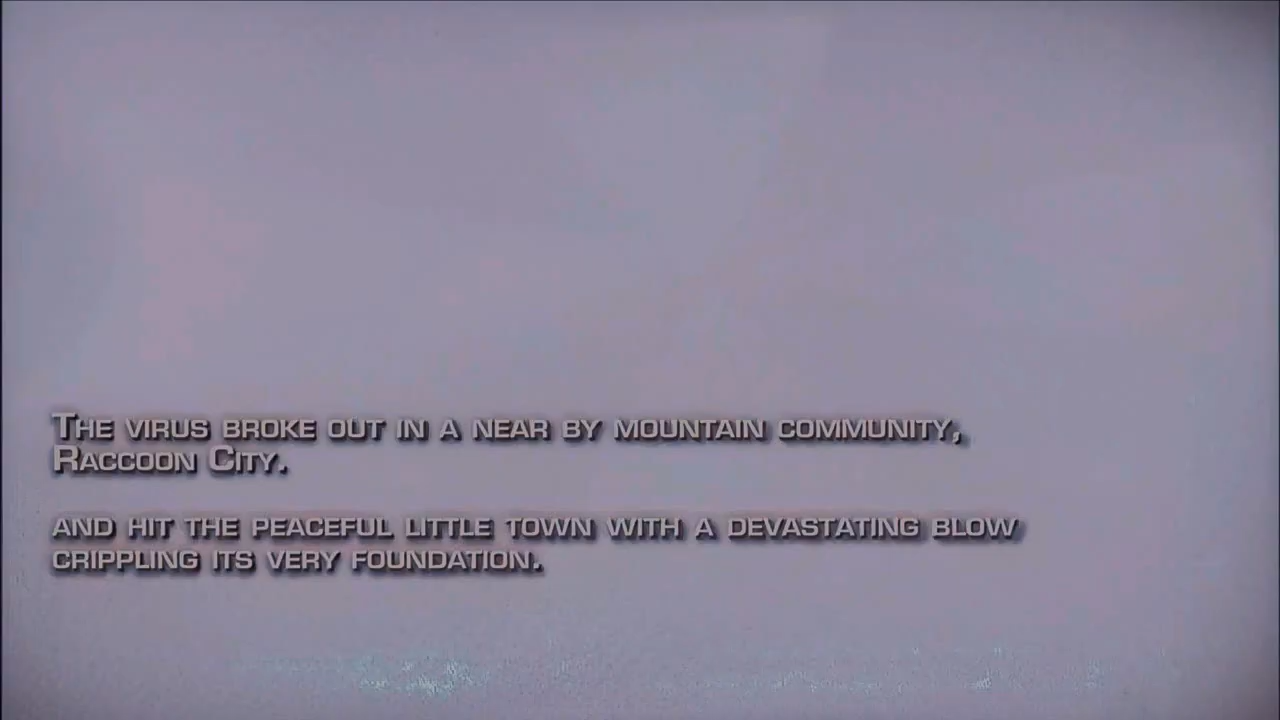 The virus broke out in a near by mountain community,
Raccoon City.
and hit the peaceful little town with a devastating blow
crippling its very foundation.